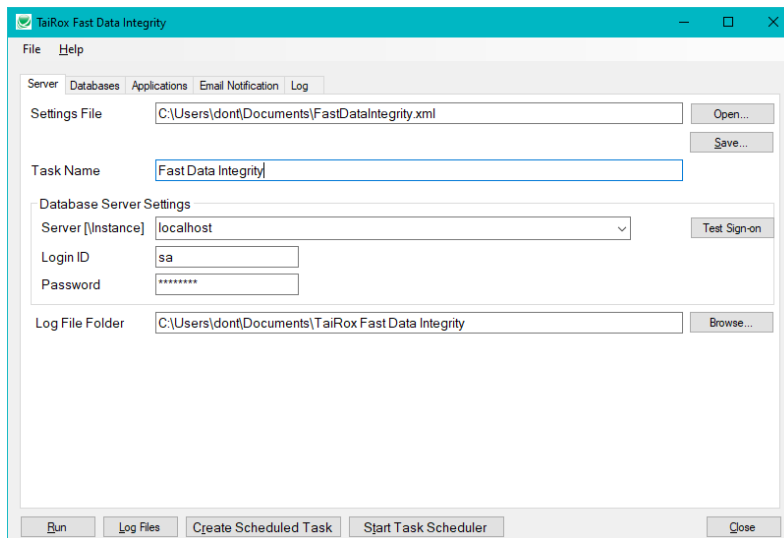 TaiRox Fast Data Integrity
File Help
Server Databases Applications Email Notification Log
Settings File C:\Users\dont\Documents\FastDataIntegrity.xml Open...
Save...
Task Name Fast Data Integrity
Database Server Settings
Server [\Instance] localhost Test Sign-on
Login ID sa
Password ********
Log File Folder C:\Users\dont\Documents\TaiRox Fast Data Integrity Browse...
Run Log Files Create Scheduled Task Start Task Scheduler Close